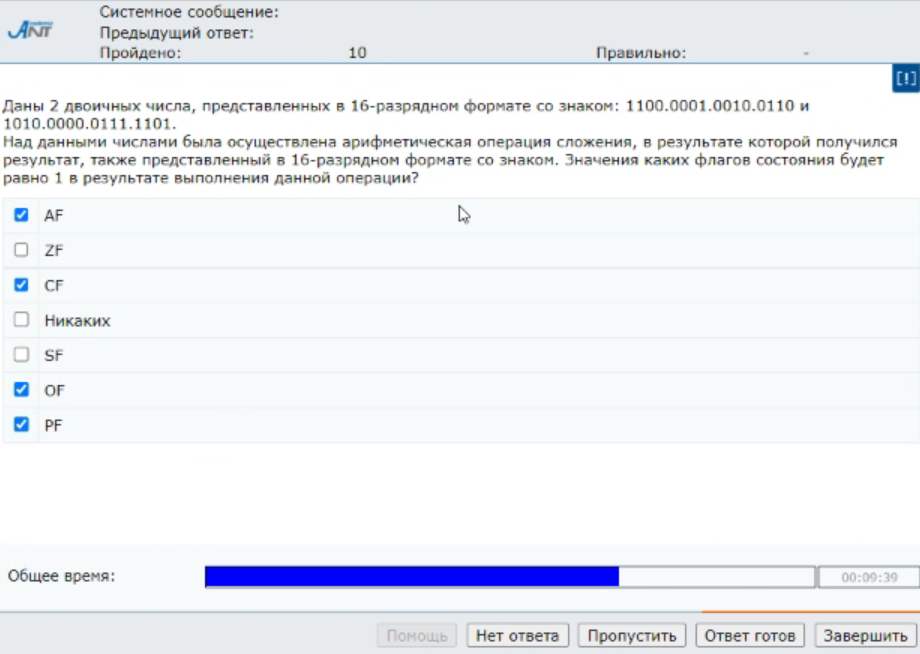 Системное сообщение:
Предыдущий ответ:
Пройдено: 10 Правильно: -
ANT
[!]
Даны 2 двоичных числа, представленных в 16-разрядном формате со знаком: 1100.0001.0010.0110 и
1010.0000.0111.1101.
Над данными числами была осуществлена арифметическая операция сложения, в результате которой получился
результат, также представленный в 16-разрядном формате со знаком. Значения каких флагов состояния будет
равно 1 в результате выполнения данной операции?
AF
ZF
CF
Никаких
SF
OF
PF
Общее время: 00:09:39
Помощь Нет ответа Пропустить Ответ готов Завершить